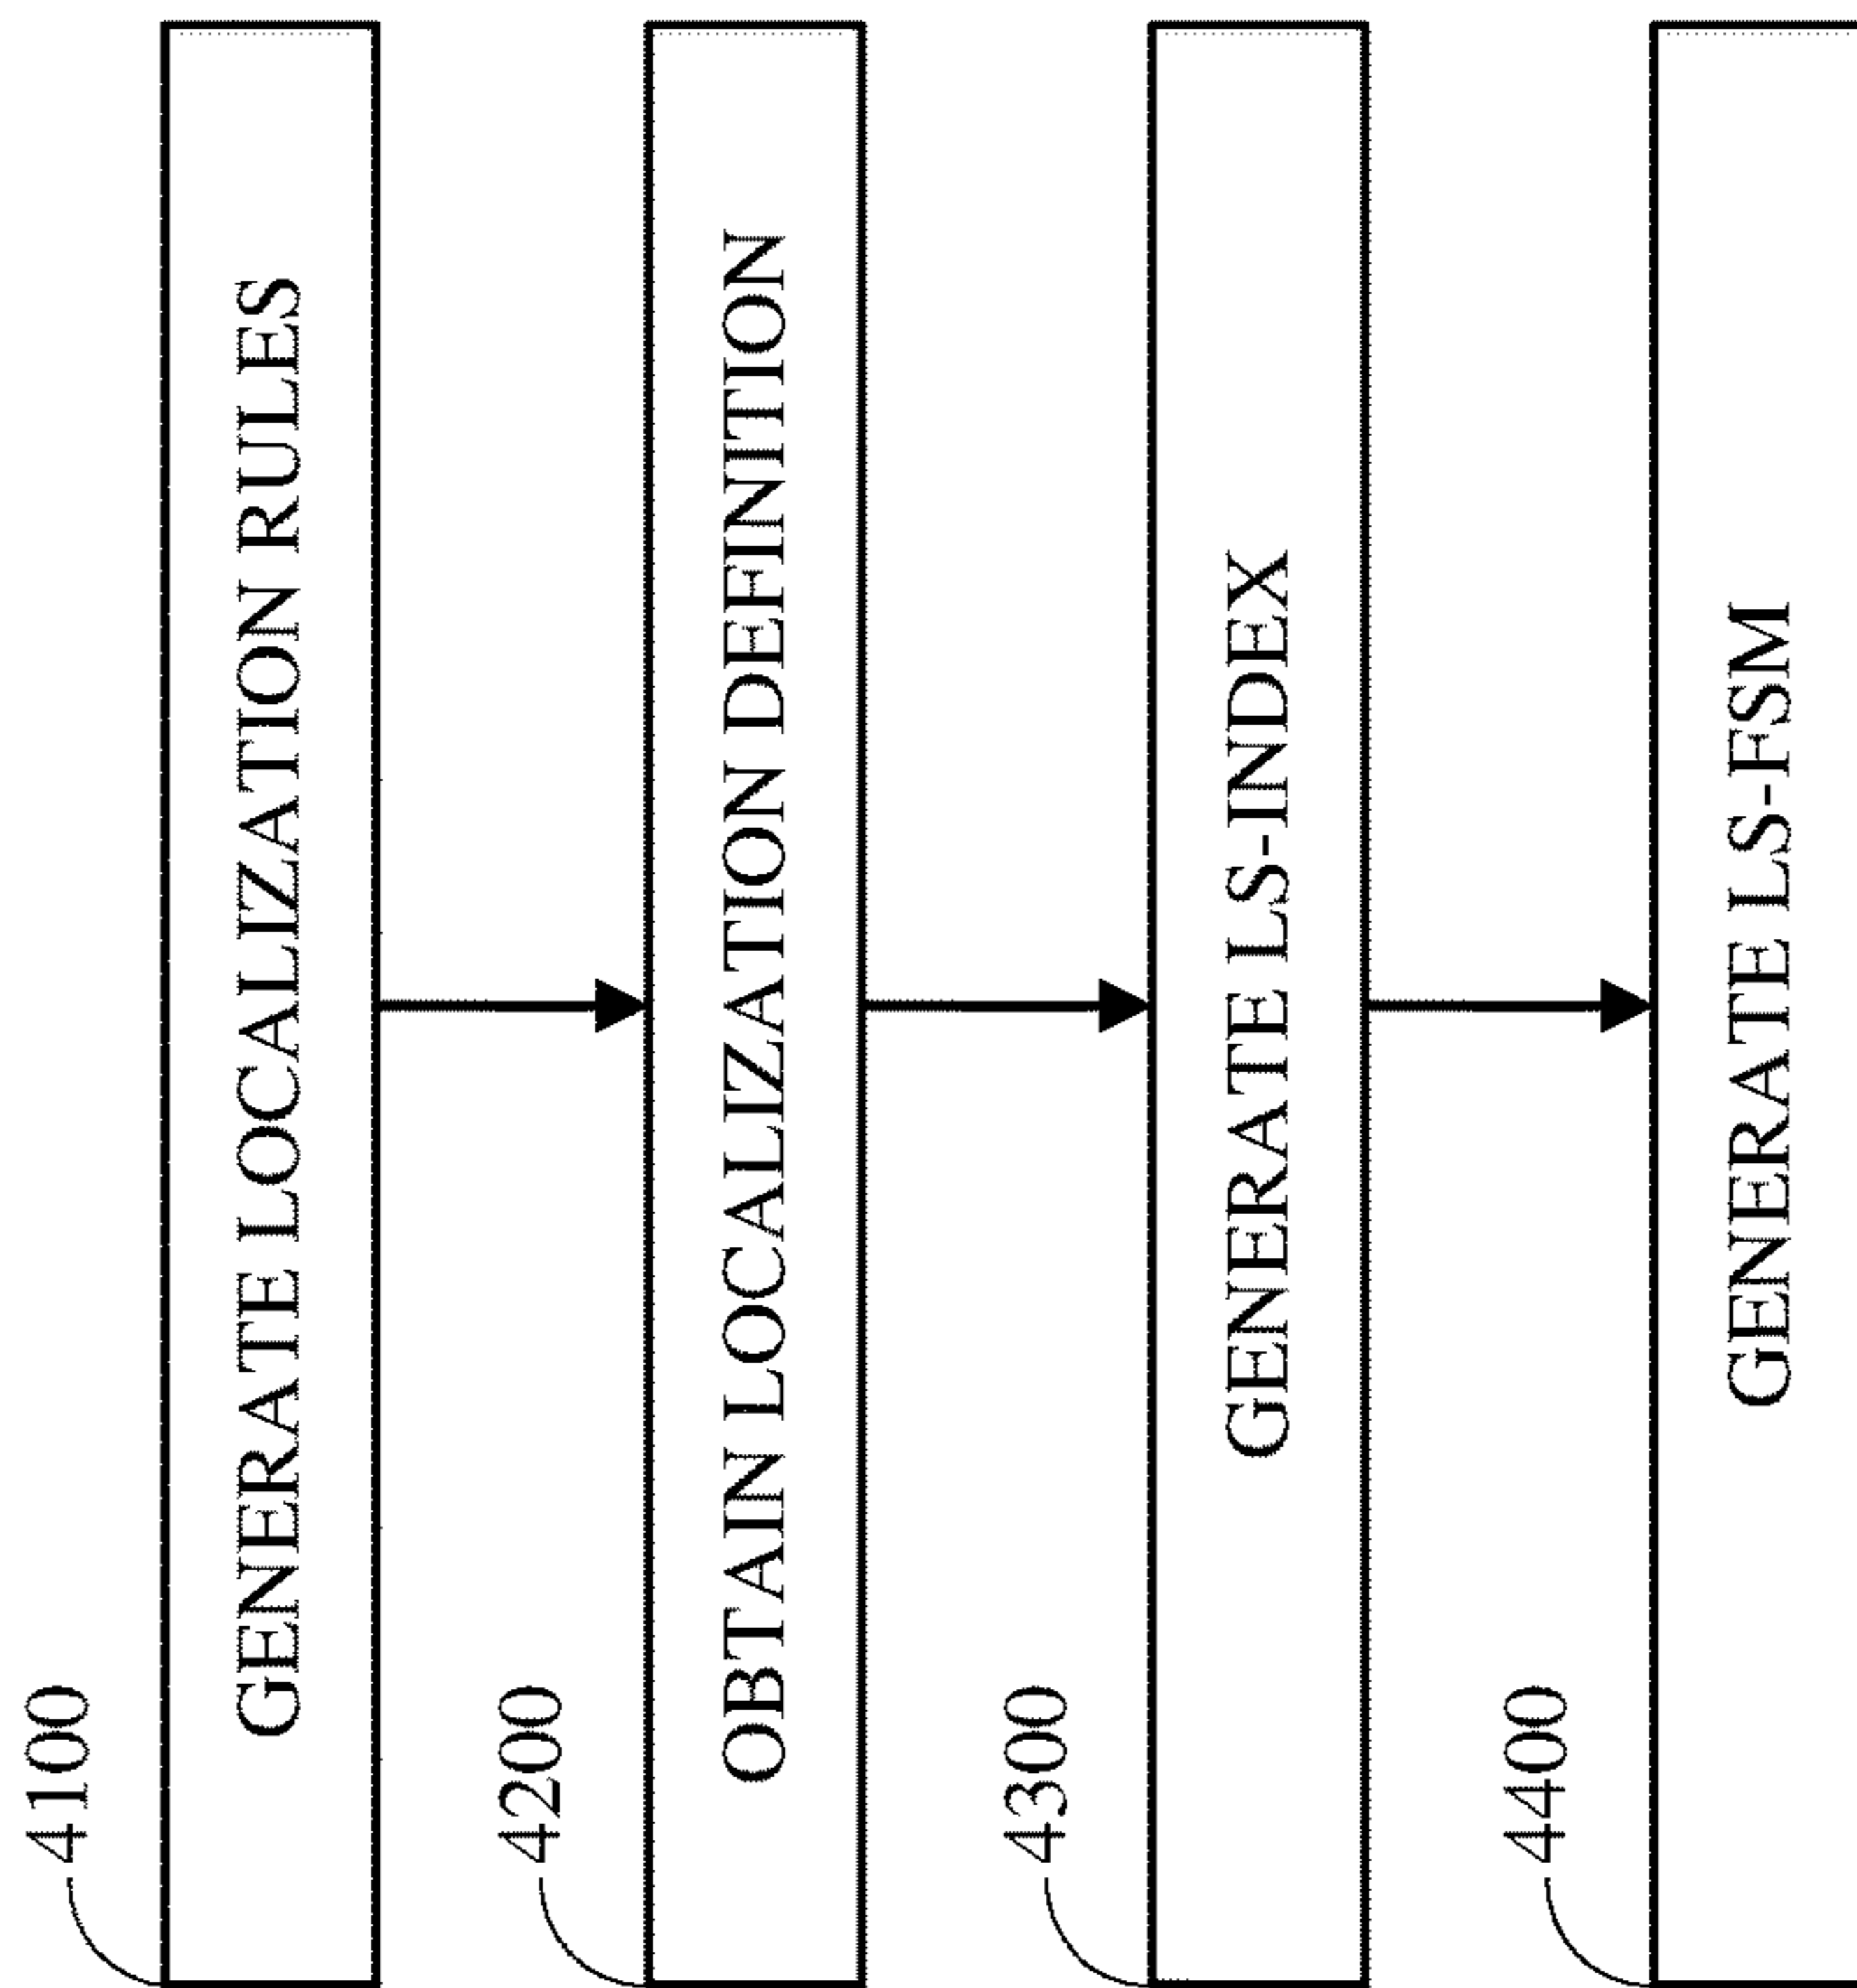 4100
GENERATE LOCALIZATION RULES
4200
OBTAIN LOCALIZATION DEFINITION
4300
GENERATE LS-INDEX
4400
GENERATE LS-FSM